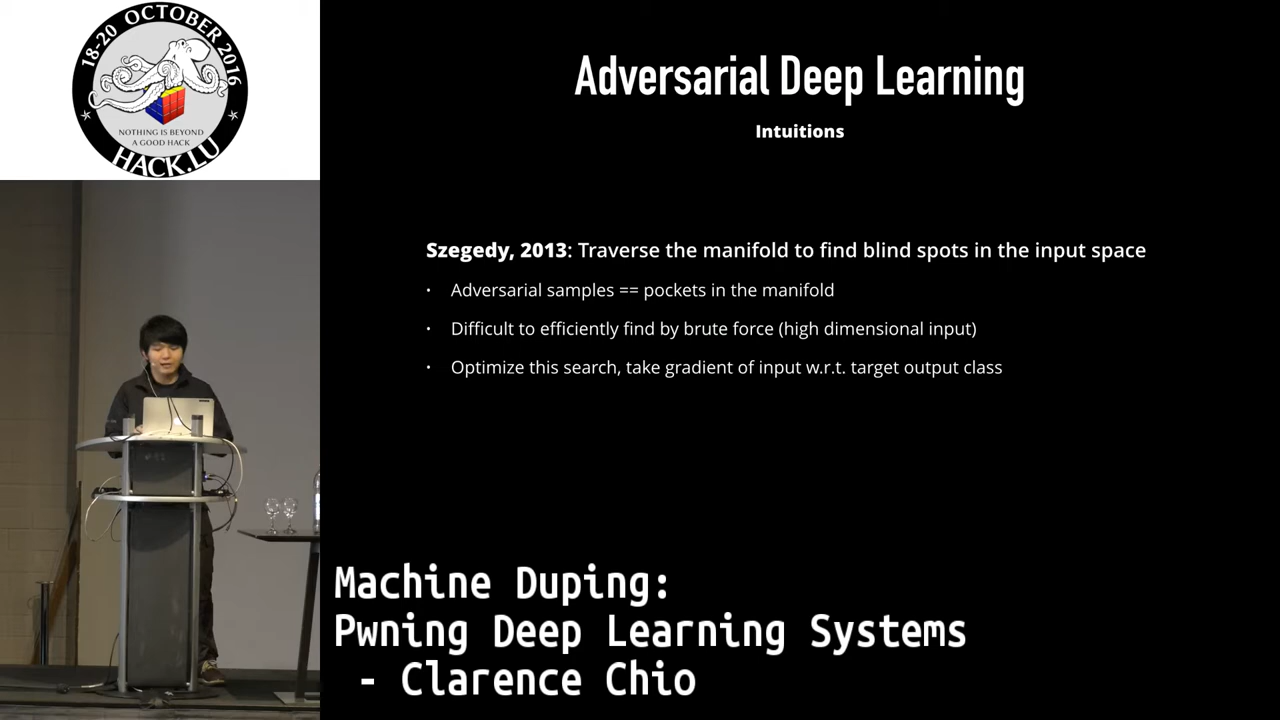 18-20 OCTOBER 2016
NOTHING IS BEYOND
A GOOD HACK
HACK.LU
Adversarial Deep Learning
Intuitions
Szegedy, 2013: Traverse the manifold to find blind spots in the input space
• Adversarial samples == pockets in the manifold
• Difficult to efficiently find by brute force (high dimensional input)
• Optimize this search, take gradient of input w.r.t. target output class
Machine Duping:
Pwning Deep Learning Systems
- Clarence Chio